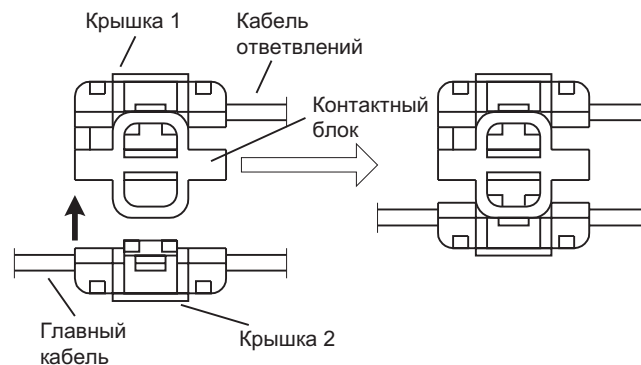 Крышка 1
Кабель
ответвлений
Контактный
блок
Главный
кабель
Крышка 2